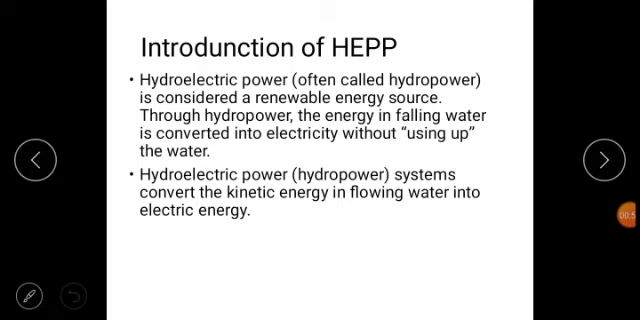 Introdunction of HEPP
• Hydroelectric power (often called hydropower)
is considered a renewable energy source.
Through hydropower, the energy in falling water
is converted into electricity without “using up”
the water.
• Hydroelectric power (hydropower) systems
convert the kinetic energy in flowing water into
electric energy.